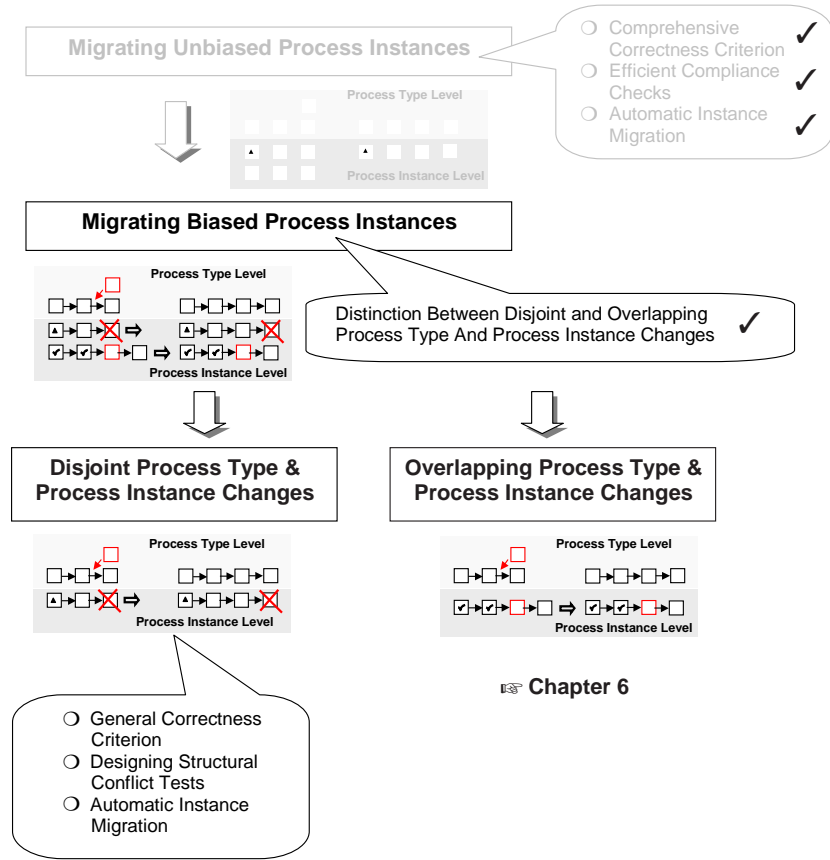 Migrating Unbiased Process Instances
❍ Comprehensive
Correctness Criterion ✓
❍ Efficient Compliance
Checks ✓
❍ Automatic Instance
Migration ✓
Process Type Level
Process Instance Level
Migrating Biased Process Instances
Process Type Level
Process Instance Level
Distinction Between Disjoint and Overlapping
Process Type And Process Instance Changes ✓
Disjoint Process Type &
Process Instance Changes
Overlapping Process Type &
Process Instance Changes
Process Type Level
Process Instance Level
Process Type Level
Process Instance Level
☞ Chapter 6
❍ General Correctness
Criterion
❍ Designing Structural
Conflict Tests
❍ Automatic Instance
Migration